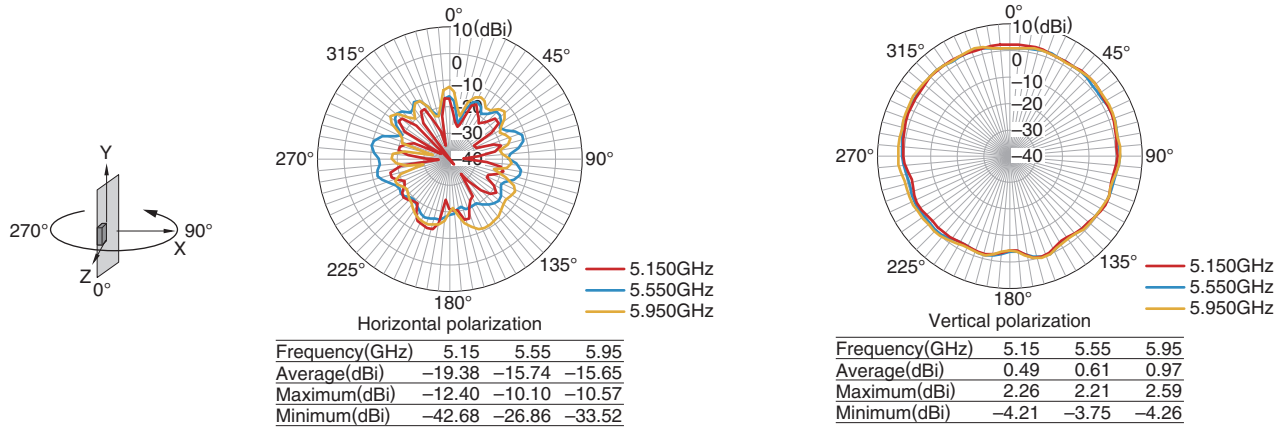 Y
270°
90°
X
Z
0°
0°
10(dBi)
315°
45°
0
−10
−30
−40
270°
90°
225°
135°
180°
5.150GHz
5.550GHz
5.950GHz
Horizontal polarization
Frequency(GHz) 5.15 5.55 5.95
Average(dBi) −19.38 −15.74 −15.65
Maximum(dBi) −12.40 −10.10 −10.57
Minimum(dBi) −42.68 −26.86 −33.52
0°
10(dBi)
315°
45°
0
−10
−20
−30
−40
270°
90°
225°
135°
180°
5.150GHz
5.550GHz
5.950GHz
Vertical polarization
Frequency(GHz) 5.15 5.55 5.95
Average(dBi) 0.49 0.61 0.97
Maximum(dBi) 2.26 2.21 2.59
Minimum(dBi) −4.21 −3.75 −4.26